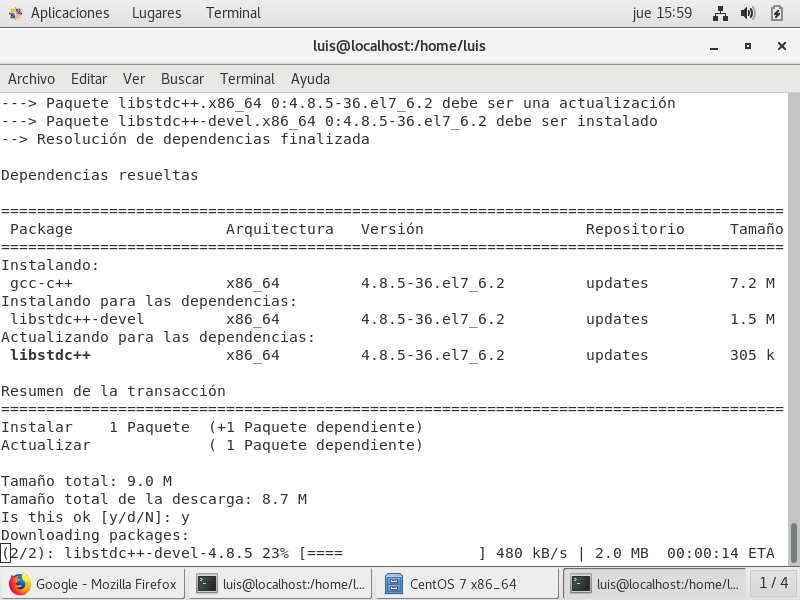 Aplicaciones Lugares Terminal jue 15:59
luis@localhost:/home/luis
Archivo Editar Ver Buscar Terminal Ayuda
---> Paquete libstdc++.x86_64 0:4.8.5-36.el7_6.2 debe ser una actualización
---> Paquete libstdc++-devel.x86_64 0:4.8.5-36.el7_6.2 debe ser instalado
--> Resolución de dependencias finalizada
Dependencias resueltas
================================================================================
Package Arquitectura Versión Repositorio Tamaño
================================================================================
Instalando:
gcc-c++ x86_64 4.8.5-36.el7_6.2 updates 7.2 M
Instalando para las dependencias:
libstdc++-devel x86_64 4.8.5-36.el7_6.2 updates 1.5 M
Actualizando para las dependencias:
libstdc++ x86_64 4.8.5-36.el7_6.2 updates 305 k
Resumen de la transacción
================================================================================
Instalar 1 Paquete (+1 Paquete dependiente)
Actualizar ( 1 Paquete dependiente)
Tamaño total: 9.0 M
Tamaño total de la descarga: 8.7 M
Is this ok [y/d/N]: y
Downloading packages:
(2/2): libstdc++-devel-4.8.5 23% [==== ] 480 kB/s | 2.0 MB 00:00:14 ETA
Google - Mozilla Firefox luis@localhost:/home/l... CentOS 7 x86_64 luis@localhost:/home/l... 1 / 4